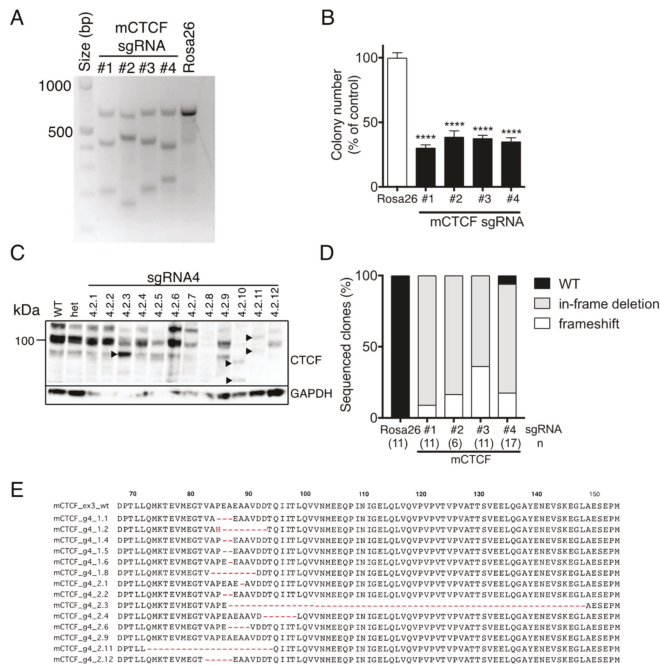 A
Size (bp)
mCTCF
sgRNA
#1 #2 #3 #4
Rosa26
1000
500
B
Colony number
(% of control)
100
50
0
**** **** **** ****
Rosa26 #1 #2 #3 #4
mCTCF sgRNA
C
sgRNA4
kDa
WT het 4.2.1 4.2.2 4.2.3 4.2.4 4.2.5 4.2.6 4.2.7 4.2.8 4.2.9 4.2.10 4.2.11 4.2.12
100
CTCF
GAPDH
D
Sequenced clones (%)
100
50
0
WT
in-frame deletion
frameshift
Rosa26 #1 #2 #3 #4 sgRNA
(11) (11) (6) (11) (17) n
mCTCF
E
70 80 90 100 110 120 130 140 150
mCTCF_ex3_wt DPTLLQMKTEVMEGTVAPEAEAAVDDTQIITLQVVNMEEQPINIGELQLVQVPVPVTVPVATTSVEELQGAYENEVSKEGLAESEPM
mCTCF_g4_1.1 DPTLLQMKTEVMEGTVA---EAAVDDTQIITLQVVNMEEQPINIGELQLVQVPVPVTVPVATTSVEELQGAYENEVSKEGLAESEPM
mCTCF_g4_1.2 DPTLLQMKTEVMEGTVAH--------TQIITLQVVNMEEQPINIGELQLVQVPVPVTVPVATTSVEELQGAYENEVSKEGLAESEPM
mCTCF_g4_1.4 DPTLLQMKTEVMEGTVAP--EAAVDDTQIITLQVVNMEEQPINIGELQLVQVPVPVTVPVATTSVEELQGAYENEVSKEGLAESEPM
mCTCF_g4_1.5 DPTLLQMKTEVMEGTVAP--EAAVDDTQIITLQVVNMEEQPINIGELQLVQVPVPVTVPVATTSVEELQGAYENEVSKEGLAESEPM
mCTCF_g4_1.6 DPTLLQMKTEVMEGTVAPE-EAAVDDTQIITLQVVNMEEQPINIGELQLVQVPVPVTVPVATTSVEELQGAYENEVSKEGLAESEPM
mCTCF_g4_1.8 DPTLLQMKTEVMEGTV--------DDTQIITLQVVNMEEQPINIGELQLVQVPVPVTVPVATTSVEELQGAYENEVSKEGLAESEPM
mCTCF_g4_2.1 DPTLLQMKTEVMEGTVAPEAE-AVDDTQIITLQVVNMEEQPINIGELQLVQVPVPVTVPVATTSVEELQGAYENEVSKEGLAESEPM
mCTCF_g4_2.2 DPTLLQMKTEVMEGTVAP--EAAVDDTQIITLQVVNMEEQPINIGELQLVQVPVPVTVPVATTSVEELQGAYENEVSKEGLAESEPM
mCTCF_g4_2.3 DPTLLQMKTEVMEGTVAPE--------------------------------------------------------------AESEPM
mCTCF_g4_2.4 DPTLLQMKTEVMEGTVAPEAEAAVD------LQVVNMEEQPINIGELQLVQVPVPVTVPVATTSVEELQGAYENEVSKEGLAESEPM
mCTCF_g4_2.6 DPTLLQMKTEVMEGTVAP--EAAVDDTQIITLQVVNMEEQPINIGELQLVQVPVPVTVPVATTSVEELQGAYENEVSKEGLAESEPM
mCTCF_g4_2.9 DPTLLQMKTEVMEGTVAPEAEAAVDDTQIITLQVVNMEEQPINIGELQLVQVPVPVTVPVATTSVEELQGAYENEVSKEGLAESEPM
mCTCF_g4_2.11 DPTLL---------------------TQIITLQVVNMEEQPINIGELQLVQVPVPVTVPVATTSVEELQGAYENEVSKEGLAESEPM
mCTCF_g4_2.12 DPTLLQMKTEVMEGT-----EAAVDDTQIITLQVVNMEEQPINIGELQLVQVPVPVTVPVATTSVEELQGAYENEVSKEGLAESEPM